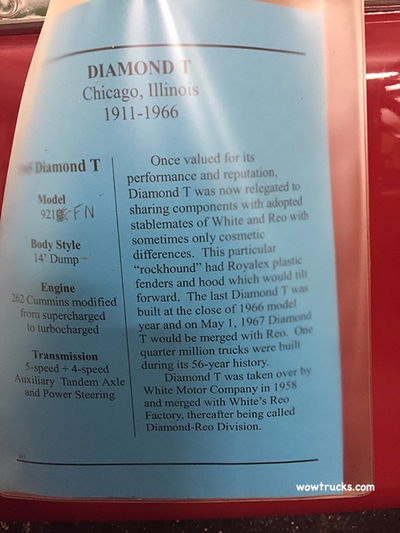 DIAMOND T
Chicago, Illinois
1911-1966
Diamond T
Model
921 FN
Body Style
14' Dump
Engine
262 Cummins modified
from supercharged
to turbocharged
Transmission
5-speed + 4-speed
Auxiliary Tandem Axle
and Power Steering
Once valued for its
performance and reputation,
Diamond T was now relegated to
sharing components with adopted
stablemates of White and Reo with
sometimes only cosmetic
differences. This particular
"rockhound" had Royalex plastic
fenders and hood which would tilt
forward. The last Diamond T was
built at the close of 1966 model
year and on May 1, 1967 Diamond
T would be merged with Reo. One
quarter million trucks were built
during its 56-year history.
Diamond T was taken over by
White Motor Company in 1958
and merged with White's Reo
Factory, thereafter being called
Diamond-Reo Division.
wowtrucks.com